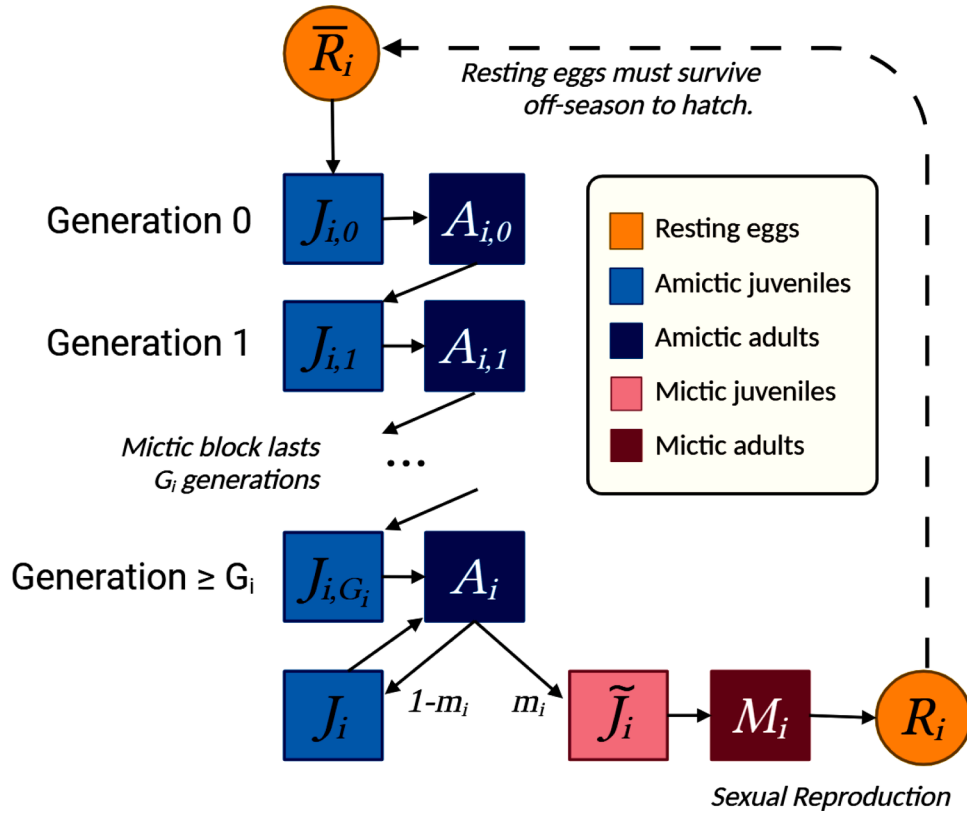 R̅ᵢ
Resting eggs must survive
off-season to hatch.
Generation 0
Jᵢ,₀
Aᵢ,₀
Resting eggs
Amictic juveniles
Amictic adults
Mictic juveniles
Mictic adults
Generation 1
Jᵢ,₁
Aᵢ,₁
Mictic block lasts
Gᵢ generations
...
Generation ≥ Gᵢ
J_{i,Gᵢ}
Aᵢ
1-mᵢ
mᵢ
Jᵢ
J̃ᵢ
Mᵢ
Rᵢ
Sexual Reproduction